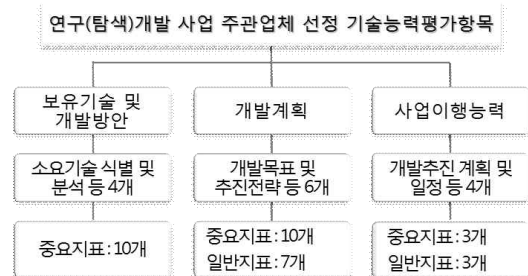 연구(탐색)개발 사업 주관업체 선정 기술능력평가항목
보유기술 및
개발방안
개발계획
사업이행능력
소요기술 식별 및
분석 등 4개
개발목표 및
추진전략 등 6개
개발추진 계획 및
일정 등 4개
중요지표 : 10개
중요지표 : 10개
일반지표 : 7개
중요지표 : 3개
일반지표 : 3개